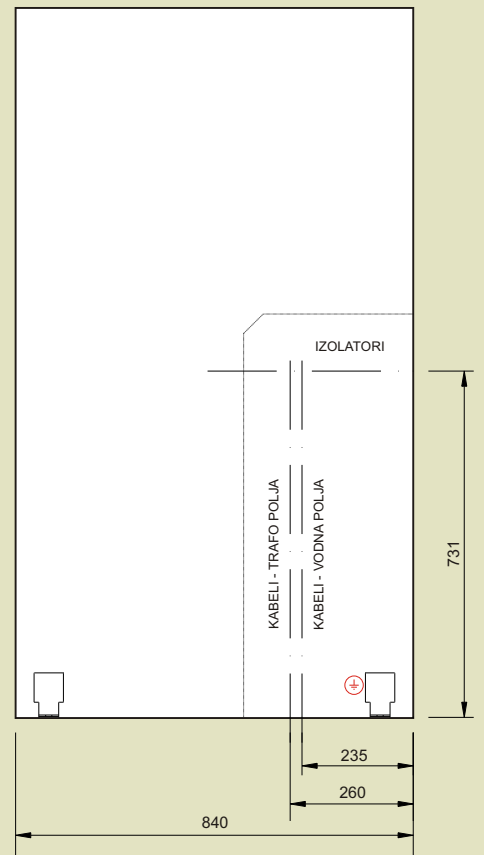 IZOLATORI
KABELI - TRAFO POLJA
KABELI - VODNA POLJA
731
235
260
840